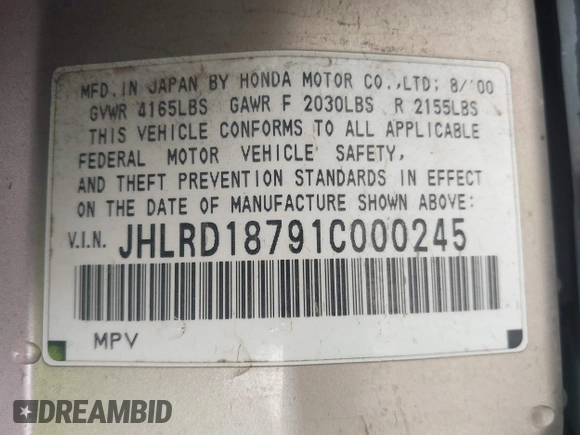 MFD. IN JAPAN BY HONDA MOTOR CO.,LTD; 8/'00
GVWR 4165LBS GAWR F 2030LBS R 2155LBS
THIS VEHICLE CONFORMS TO ALL APPLICABLE
FEDERAL MOTOR VEHICLE SAFETY,
AND THEFT PREVENTION STANDARDS IN EFFECT
ON THE DATE OF MANUFACTURE SHOWN ABOVE:
V.I.N. JHLRD18791C000245
MPV
DREAMBID